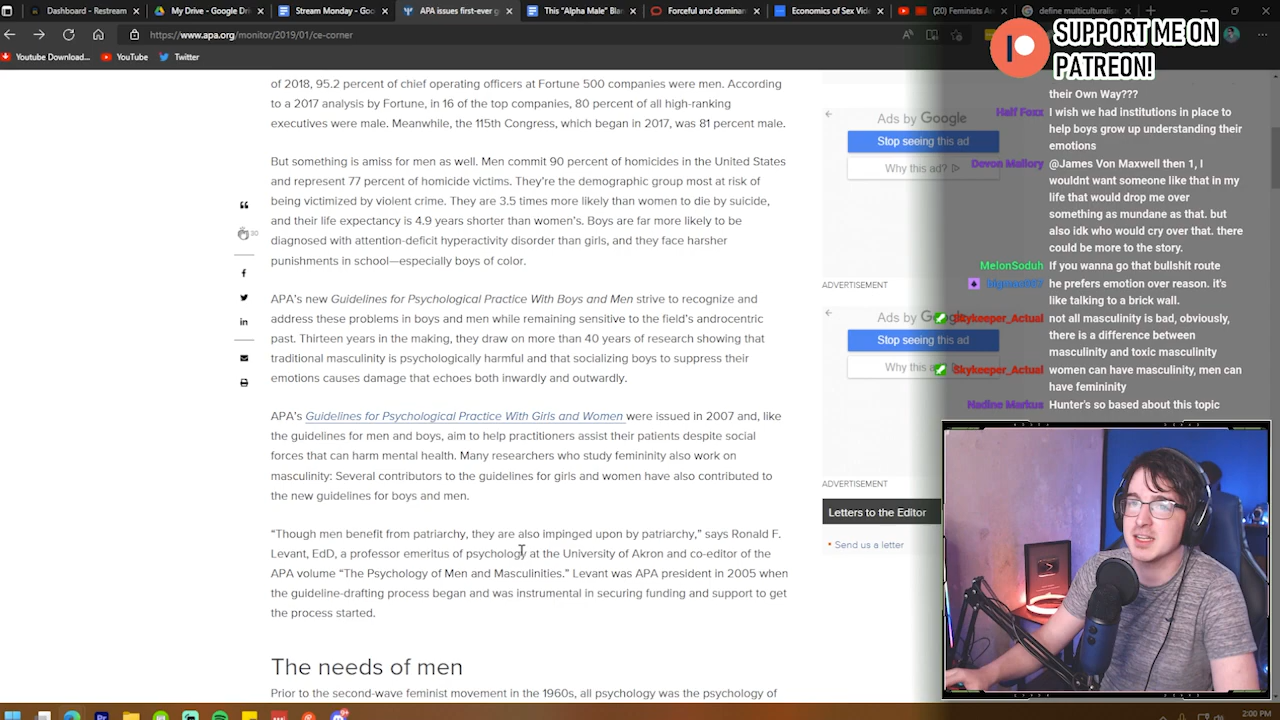 Dashboard - Restream
My Drive - Google Dri
Stream Monday - Go
APA issues first-ever g
This "Alpha Male" Bla
Forceful and dominan
Economics of Sex Vid
(20) Feminists A
define multiculturalis
https://www.apa.org/monitor/2019/01/ce-corner
Youtube Download...
YouTube
Twitter
SUPPORT ME ON
PATREON!
of 2018, 95.2 percent of chief operating officers at Fortune 500 companies were men. According
to a 2017 analysis by Fortune, in 16 of the top companies, 80 percent of all high-ranking
executives were male. Meanwhile, the 115th Congress, which began in 2017, was 81 percent male.
But something is amiss for men as well. Men commit 90 percent of homicides in the United States
and represent 77 percent of homicide victims. They're the demographic group most at risk of
being victimized by violent crime. They are 3.5 times more likely than women to die by suicide,
and their life expectancy is 4.9 years shorter than women's. Boys are far more likely to be
diagnosed with attention-deficit hyperactivity disorder than girls, and they face harsher
punishments in school—especially boys of color.
30
APA's new Guidelines for Psychological Practice With Boys and Men strive to recognize and
address these problems in boys and men while remaining sensitive to the field's androcentric
past. Thirteen years in the making, they draw on more than 40 years of research showing that
traditional masculinity is psychologically harmful and that socializing boys to suppress their
emotions causes damage that echoes both inwardly and outwardly.
APA's Guidelines for Psychological Practice With Girls and Women were issued in 2007 and, like
the guidelines for men and boys, aim to help practitioners assist their patients despite social
forces that can harm mental health. Many researchers who study femininity also work on
masculinity: Several contributors to the guidelines for girls and women have also contributed to
the new guidelines for boys and men.
"Though men benefit from patriarchy, they are also impinged upon by patriarchy," says Ronald F.
Levant, EdD, a professor emeritus of psychology at the University of Akron and co-editor of the
APA volume "The Psychology of Men and Masculinities." Levant was APA president in 2005 when
the guideline-drafting process began and was instrumental in securing funding and support to get
the process started.
The needs of men
Prior to the second-wave feminist movement in the 1960s, all psychology was the psychology of
Ads by Google
Stop seeing this ad
Why this ad?
ADVERTISEMENT
Ads by
Stop seeing this ad
Why this
ADVERTISEMENT
Letters to the Editor
Send us a letter
their Own Way???
Half Foxx I wish we had institutions in place to
help boys grow up understanding their
emotions
Devon Mallory @James Von Maxwell then 1, I
wouldnt want someone like that in my
life that would drop me over
something as mundane as that. but
also idk who would cry over that. there
could be more to the story.
MelonSoduh If you wanna go that bullshit route
he prefers emotion over reason. it's
like talking to a brick wall.
Skykeeper_Actual not all masculinity is bad, obviously,
there is a difference between
masculinity and toxic masculinity
Skykeeper_Actual women can have masculinity, men can
have femininity
Nadine Markus Hunter's so based about this topic
2:00 PM